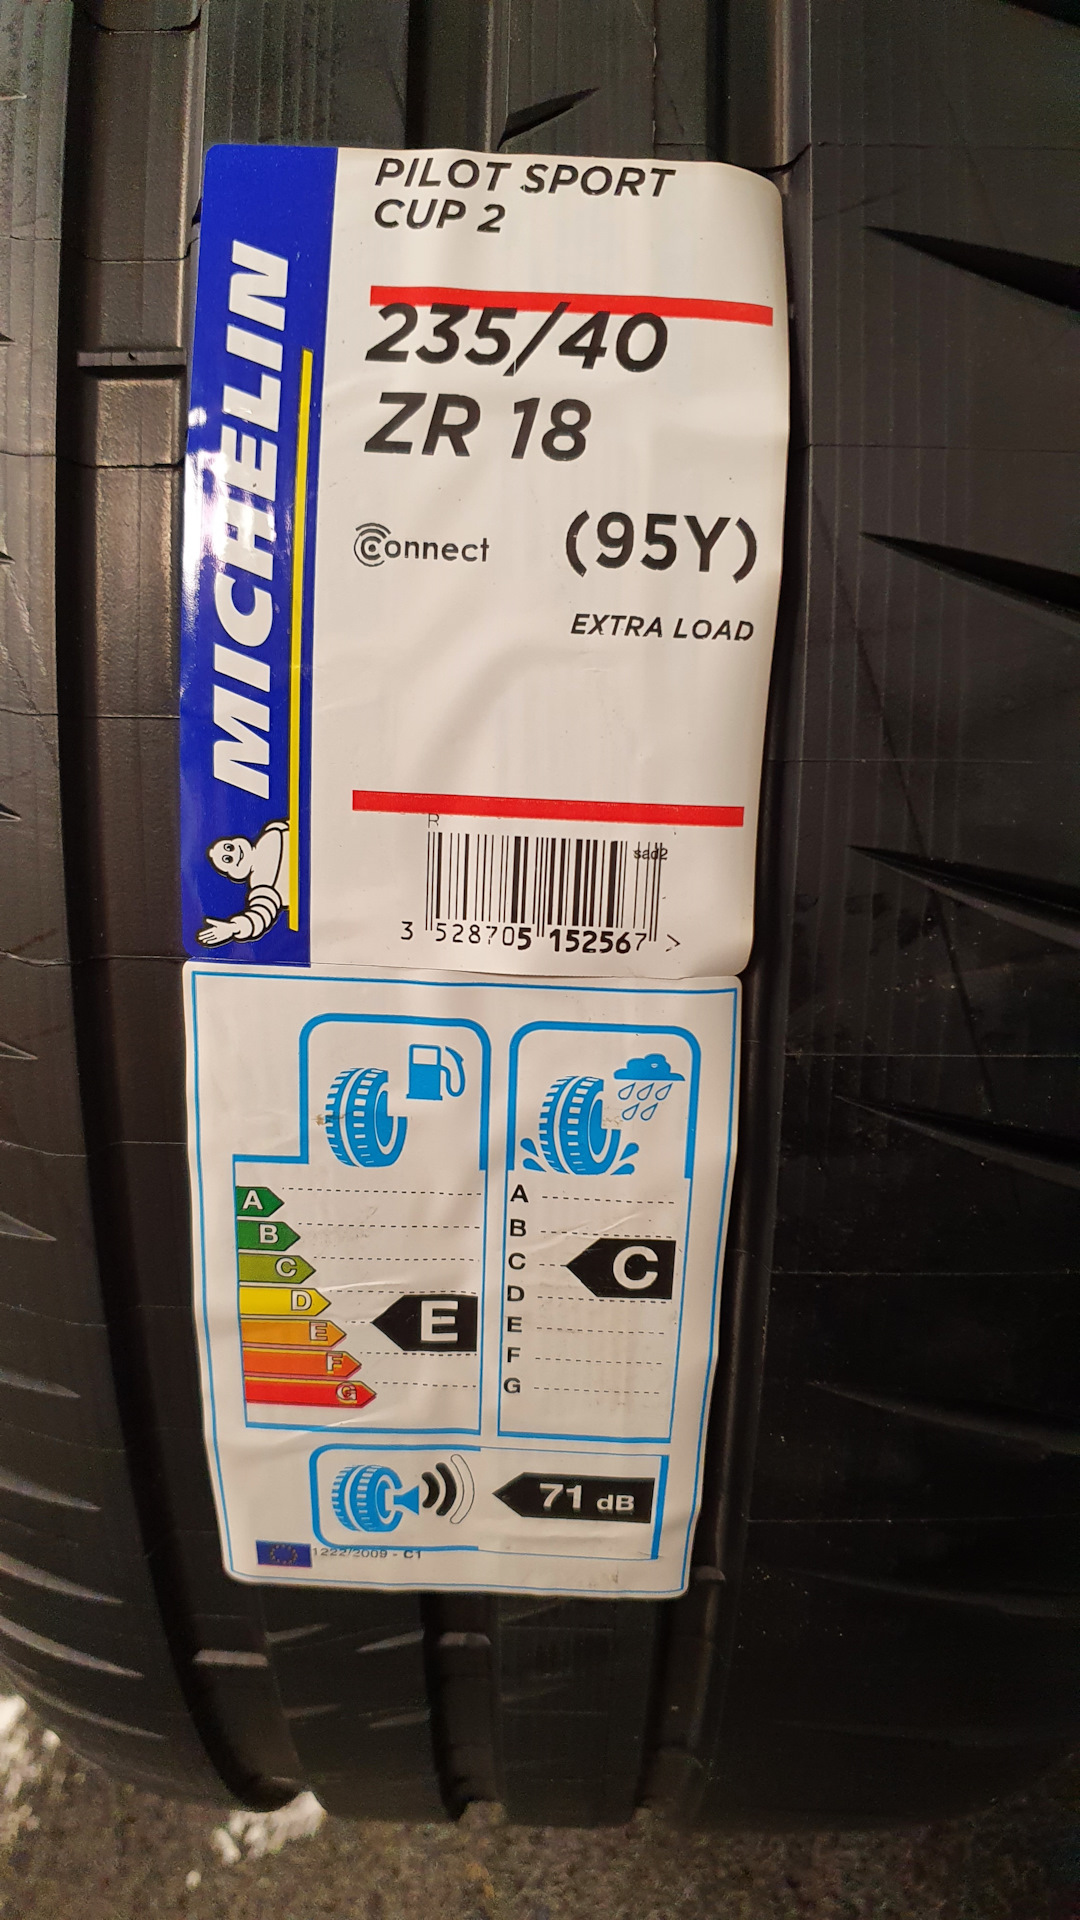 PILOT SPORT
CUP 2
MICHELIN
235/40
ZR 18
Connect
(95Y)
EXTRA LOAD
R
sad2
3 528705 152567 >
A A
B B
C C C
D D
E E E
F F
G G
71 dB
1222/2009 - C1